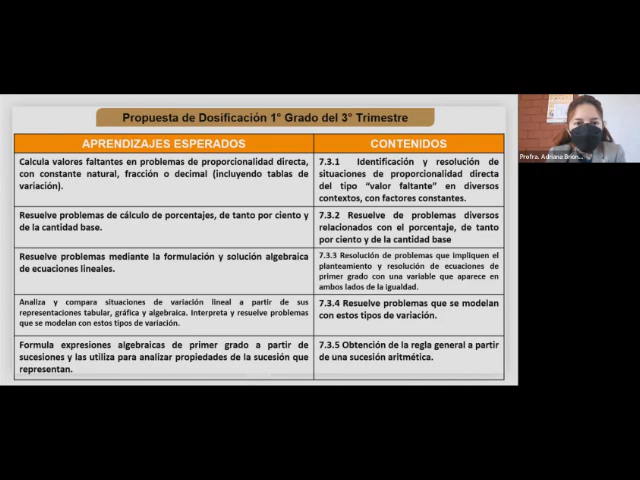 Propuesta de Dosificación 1° Grado del 3° Trimestre
APRENDIZAJES ESPERADOS
CONTENIDOS
Calcula valores faltantes en problemas de proporcionalidad directa,
con constante natural, fracción o decimal (incluyendo tablas de
variación).
7.3.1 Identificación y resolución de
situaciones de proporcionalidad directa
del tipo “valor faltante” en diversos
contextos, con factores constantes.
Resuelve problemas de cálculo de porcentajes, de tanto por ciento y
de la cantidad base.
7.3.2 Resuelve de problemas diversos
relacionados con el porcentaje, de tanto
por ciento y de la cantidad base
Resuelve problemas mediante la formulación y solución algebraica
de ecuaciones lineales.
7.3.3 Resolución de problemas que impliquen el
planteamiento y resolución de ecuaciones de
primer grado con una variable que aparece en
ambos lados de la igualdad.
Analiza y compara situaciones de variación lineal a partir de sus
representaciones tabular, gráfica y algebraica. Interpreta y resuelve problemas
que se modelan con estos tipos de variación.
7.3.4 Resuelve problemas que se modelan
con estos tipos de variación.
Formula expresiones algebraicas de primer grado a partir de
sucesiones y las utiliza para analizar propiedades de la sucesión que
representan.
7.3.5 Obtención de la regla general a partir
de una sucesión aritmética.
Profra. Adriana Brion...